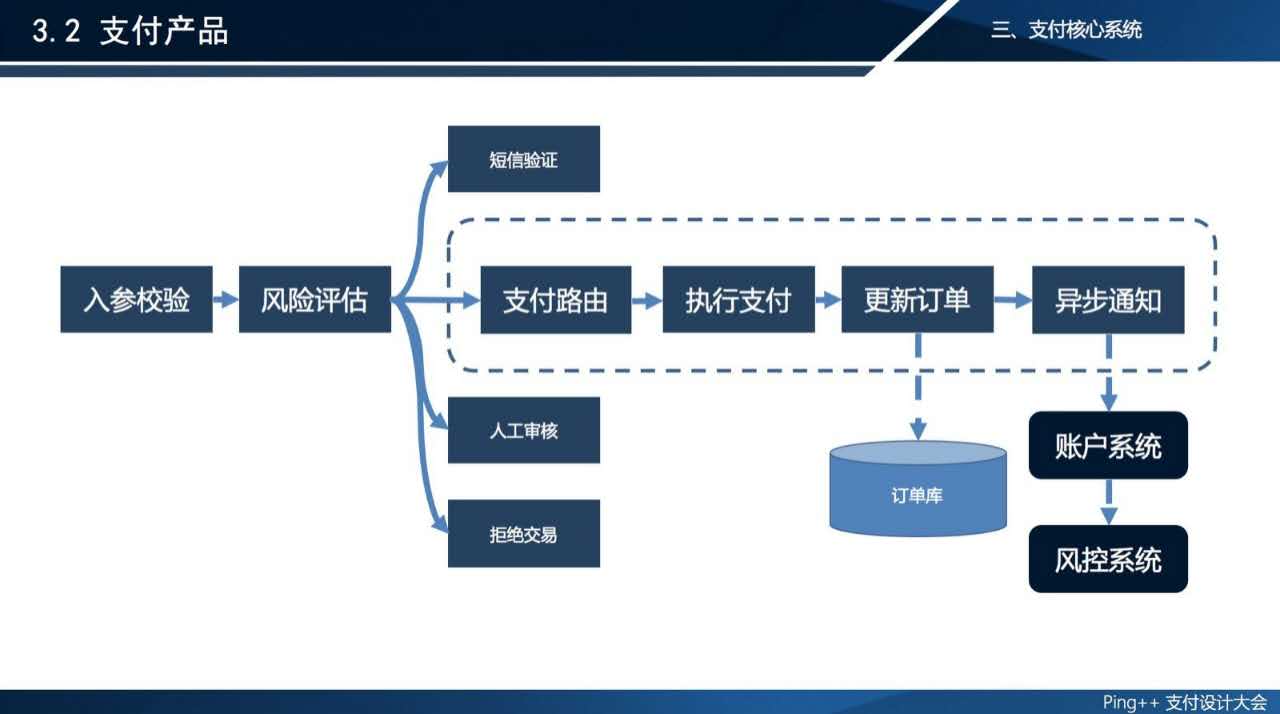 3.2 支付产品
三、支付核心系统
短信验证
入参校验
风险评估
支付路由
执行支付
更新订单
异步通知
人工审核
账户系统
订单库
拒绝交易
风控系统
Ping++ 支付设计大会